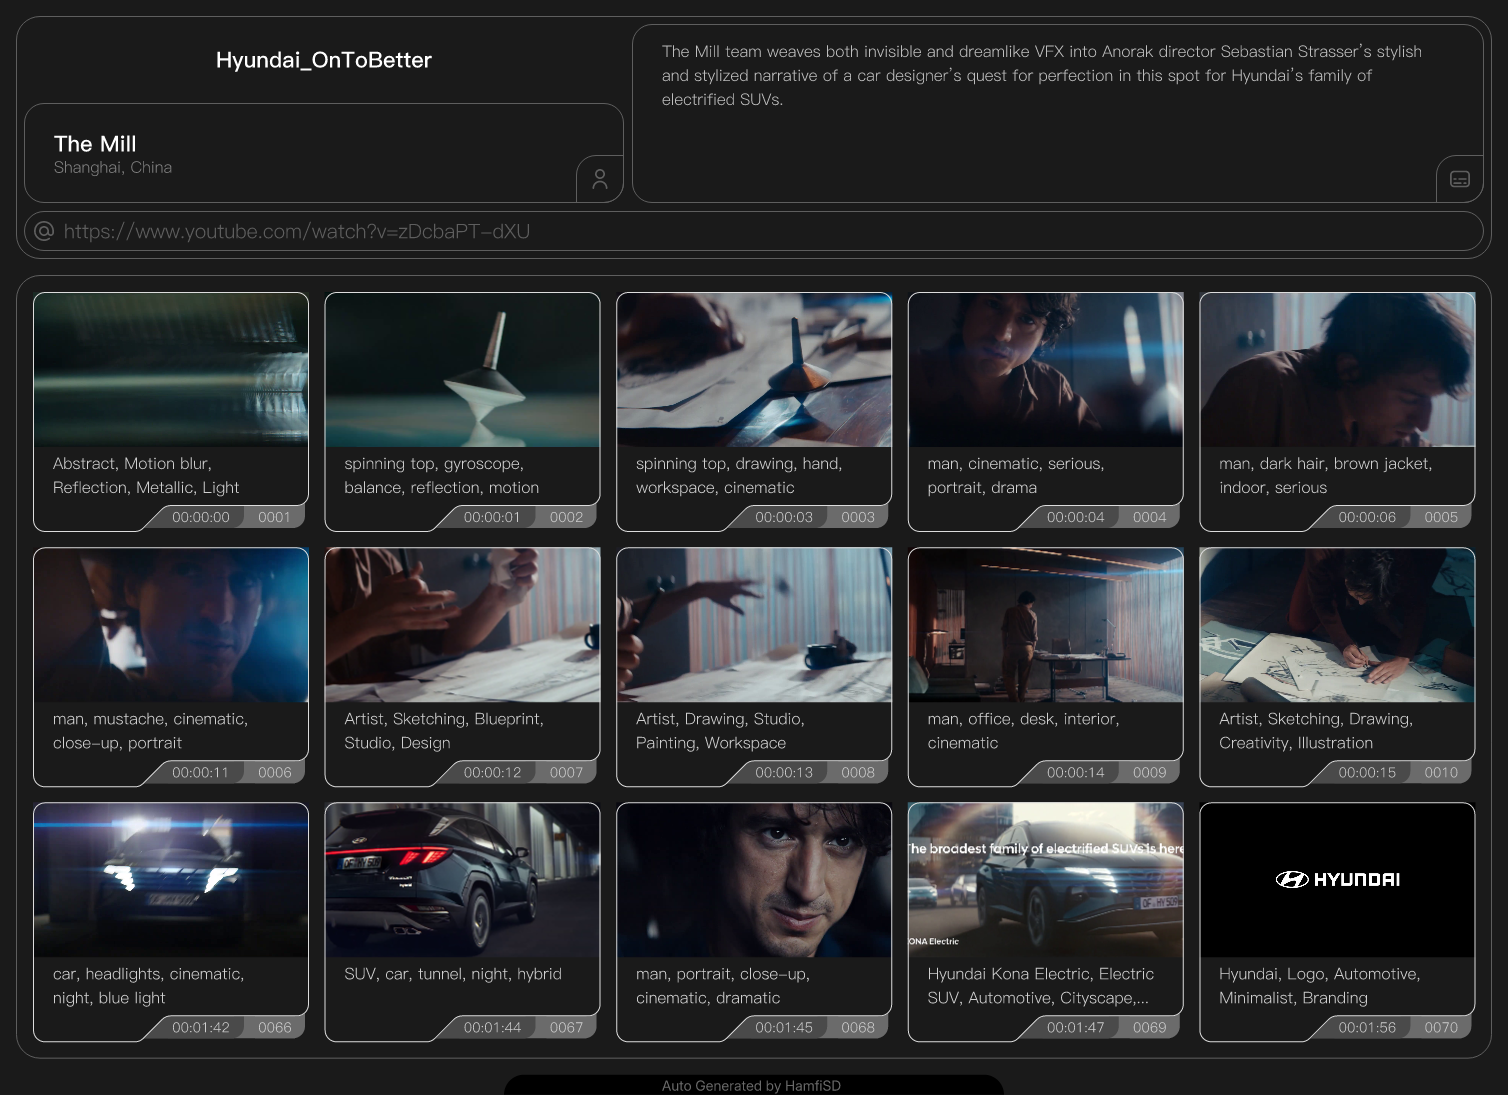 Hyundai_OnToBetter
The Mill team weaves both invisible and dreamlike VFX into Anorak director Sebastian Strasser's stylish
and stylized narrative of a car designer's quest for perfection in this spot for Hyundai's family of
electrified SUVs.
The Mill
Shanghai, China
https://www.youtube.com/watch?v=zDcbaPT-dXU
Abstract, Motion blur,
Reflection, Metallic, Light
00:00:00 0001
spinning top, gyroscope,
balance, reflection, motion
00:00:01 0002
spinning top, drawing, hand,
workspace, cinematic
00:00:03 0003
man, cinematic, serious,
portrait, drama
00:00:04 0004
man, dark hair, brown jacket,
indoor, serious
00:00:06 0005
man, mustache, cinematic,
close-up, portrait
00:00:11 0006
Artist, Sketching, Blueprint,
Studio, Design
00:00:12 0007
Artist, Drawing, Studio,
Painting, Workspace
00:00:13 0008
man, office, desk, interior,
cinematic
00:00:14 0009
Artist, Sketching, Drawing,
Creativity, Illustration
00:00:15 0010
car, headlights, cinematic,
night, blue light
00:01:42 0066
OF·HY 509
hybrid
SUV, car, tunnel, night, hybrid
00:01:44 0067
man, portrait, close-up,
cinematic, dramatic
00:01:45 0068
he broadest family of electrified SUVs is here
OF·HY 509
ONA Electric
Hyundai Kona Electric, Electric
SUV, Automotive, Cityscape,...
00:01:47 0069
HYUNDAI
Hyundai, Logo, Automotive,
Minimalist, Branding
00:01:56 0070
Auto Generated by HamfiSD